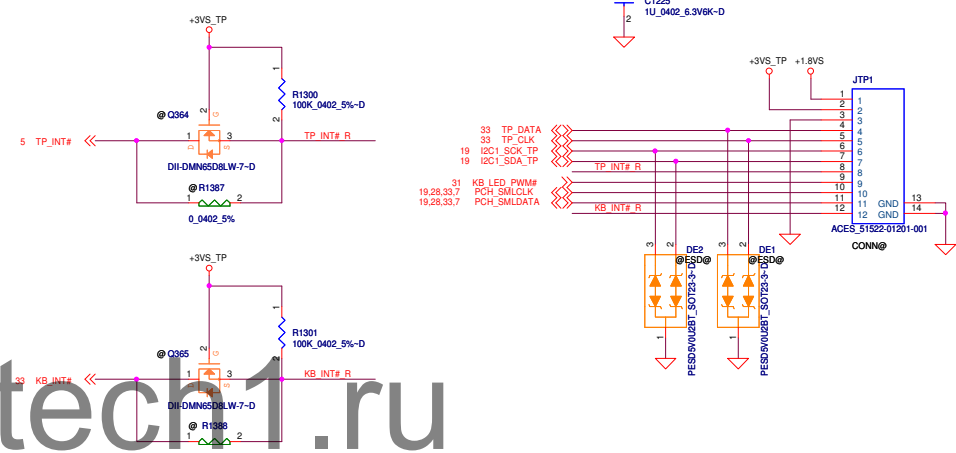 C1225
1U_0402_6.3V6K~D
2
+3VS_TP
1
R1300
100K_0402_5%~D
2
@ Q364
2
G
5 TP_INT#
1
3
D
S
TP_INT#_R
DII-DMN65D8LW-7~D
@ R1387
1
2
0_0402_5%
+3VS_TP
1
R1301
100K_0402_5%~D
2
@ Q365
2
G
33 KB_INT#
1
3
D
S
KB_INT#_R
DII-DMN65D8LW-7~D
@ R1388
1
2
+3VS_TP +1.8VS
JTP1
1 1
2 2
3 3
33 TP_DATA 4 4
33 TP_CLK 5 5
19 I2C1_SCK_TP 6 6
19 I2C1_SDA_TP 7 7
TP_INT#_R 8 8
31 KB_LED_PWM# 9 9
19,28,33,7 PCH_SMLCLK 10 10
19,28,33,7 PCH_SMLDATA 11 11 GND 13
KB_INT#_R 12 12 GND 14
ACES_51522-01201-001
CONN@
3 2
DE2
@ESD@
PESD5V0U2BT_SOT23-3~D
1
3 2
DE1
@ESD@
PESD5V0U2BT_SOT23-3~D
1
tech1.ru